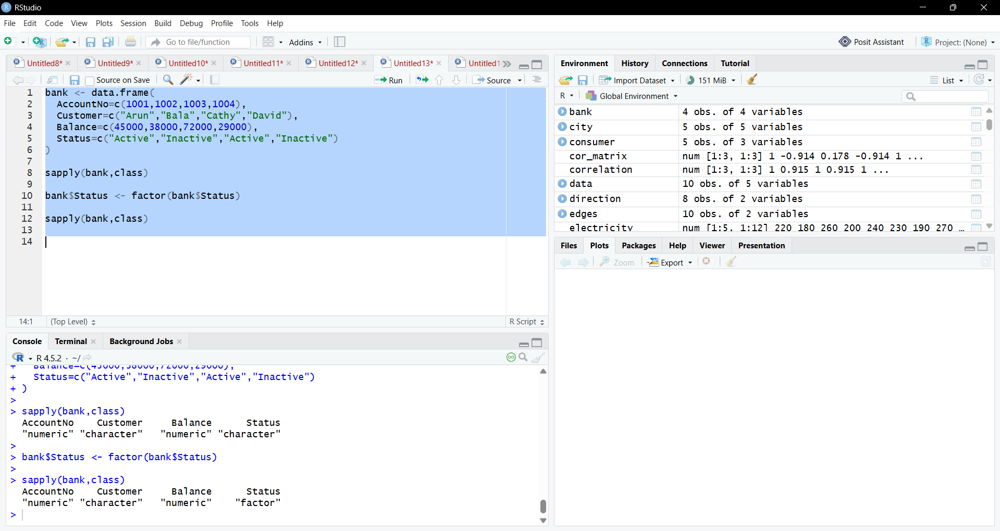 RStudio
File Edit Code View Plots Session Build Debug Profile Tools Help
Go to file/function Addins Posit Assistant Project: (None)
Untitled8* Untitled9* Untitled10* Untitled11* Untitled12* Untitled13* Untitled1
Source on Save Run Source
1 bank <- data.frame(
2 AccountNo=c(1001,1002,1003,1004),
3 Customer=c("Arun","Bala","Cathy","David"),
4 Balance=c(45000,38000,72000,29000),
5 Status=c("Active","Inactive","Active","Inactive")
6 )
7
8 sapply(bank,class)
9
10 bank$Status <- factor(bank$Status)
11
12 sapply(bank,class)
13
14
14:1 (Top Level) R Script
Console Terminal Background Jobs
R 4.5.2 · ~/
+ Balance=c(45000,38000,72000,29000),
+ Status=c("Active","Inactive","Active","Inactive")
+ )
>
> sapply(bank,class)
AccountNo Customer Balance Status
"numeric" "character" "numeric" "character"
>
> bank$Status <- factor(bank$Status)
>
> sapply(bank,class)
AccountNo Customer Balance Status
"numeric" "character" "numeric" "factor"
>
Environment History Connections Tutorial
Import Dataset 151 MiB List
R Global Environment
bank 4 obs. of 4 variables
city 5 obs. of 5 variables
consumer 5 obs. of 3 variables
cor_matrix num [1:3, 1:3] 1 -0.914 0.178 -0.914 1 ...
correlation num [1:3, 1:3] 1 0.915 1 0.915 1 ...
data 10 obs. of 5 variables
direction 8 obs. of 2 variables
edges 10 obs. of 2 variables
electricity num [1:5, 1:12] 220 180 260 200 240 230 190 270 …
Files Plots Packages Help Viewer Presentation
Zoom Export